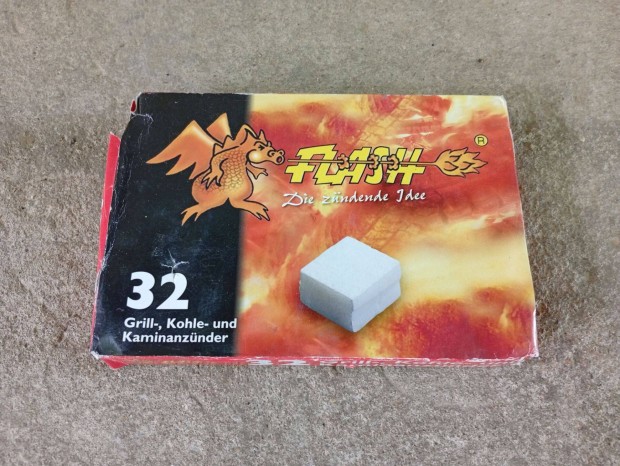 FLASH ®
Die zündende Idee
32
Grill-, Kohle- und
Kaminanzünder